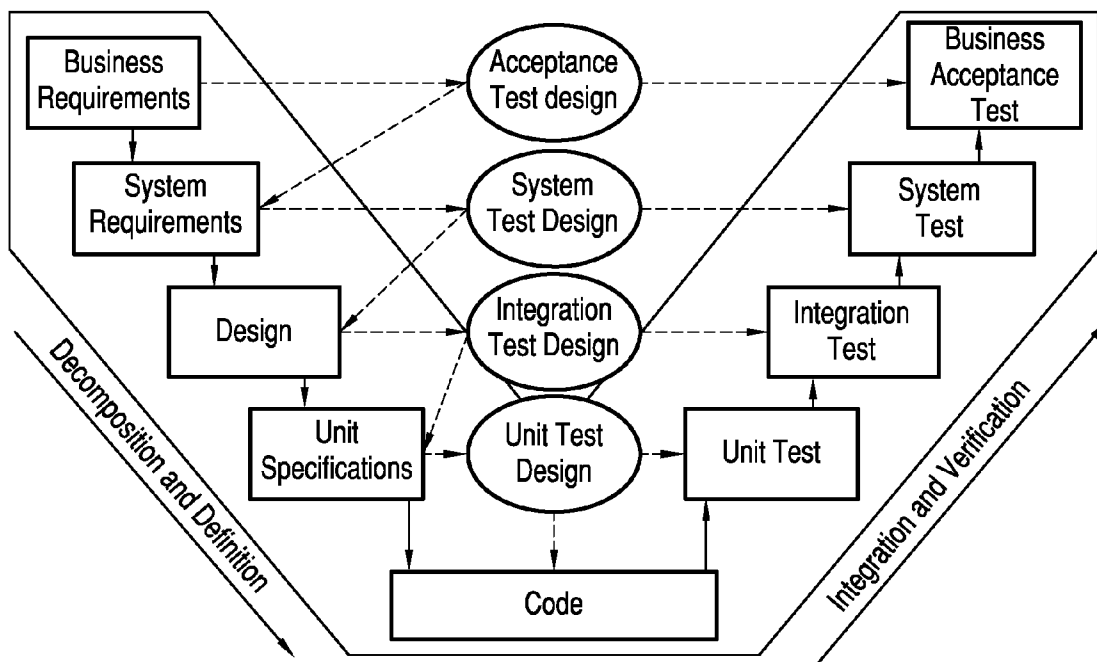 Business
Requirements
Acceptance
Test design
Business
Acceptance
Test
System
Requirements
System
Test Design
System
Test
Design
Integration
Test Design
Integration
Test
Unit
Specifications
Unit Test
Design
Unit Test
Code
Decomposition and Definition
Integration and Verification